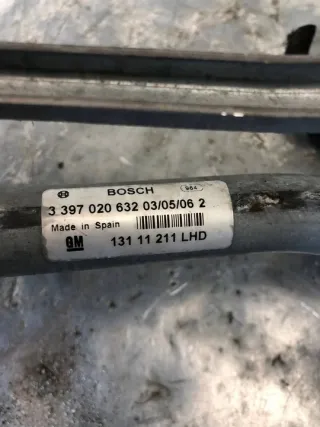 BOSCH
3 397 020 632 03/05/06 2
Made in Spain
GM
131 11 211 LHD